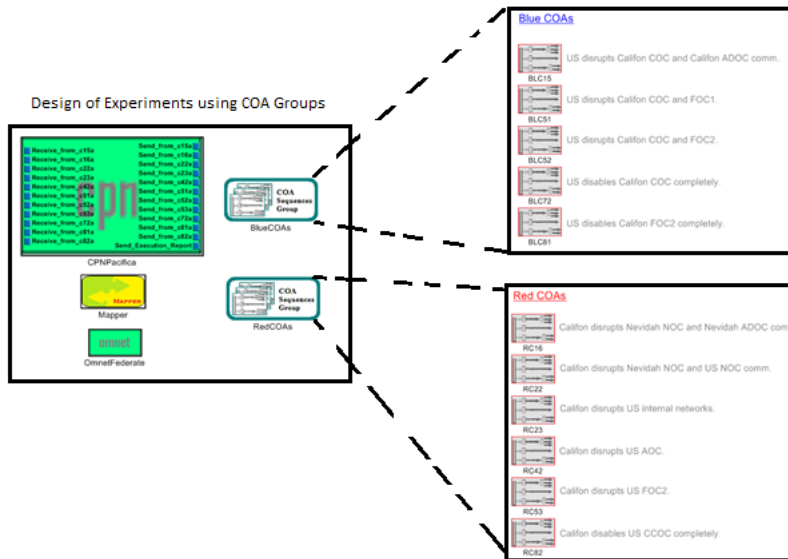 Design of Experiments using COA Groups
Receive_from_c15a
Receive_from_c16a
Receive_from_c22a
Receive_from_c23a
Receive_from_c42a
Receive_from_c51a
Receive_from_c52a
Receive_from_c53a
Receive_from_c72a
Receive_from_c81a
Receive_from_c82a
cpn
Send_from_c15a
Send_from_c16a
Send_from_c22a
Send_from_c23a
Send_from_c42a
Send_from_c51a
Send_from_c52a
Send_from_c53a
Send_from_c72a
Send_from_c81a
Send_from_c82a
Send_Execution_Report
CPNPacifica
MAPPER
Mapper
omnet
OmnetFederate
COA
Sequences
Group
BlueCOAs
COA
Sequences
Group
RedCOAs
Blue COAs
US disrupts Califon COC and Califon ADOC comm.
BLC15
US disrupts Califon COC and FOC1.
BLC51
US disrupts Califon COC and FOC2.
BLC52
US disables Califon COC completely.
BLC72
US disables Califon FOC2 completely.
BLC81
Red COAs
Califon disrupts Nevidah NOC and Nevidah ADOC com
RC16
Califon disrupts Nevidah NOC and US NOC comm.
RC22
Califon disrupts US internal networks.
RC23
Califon disrupts US AOC.
RC42
Califon disrupts US FOC2.
RC53
Califon disables US CCOC completely.
RC82